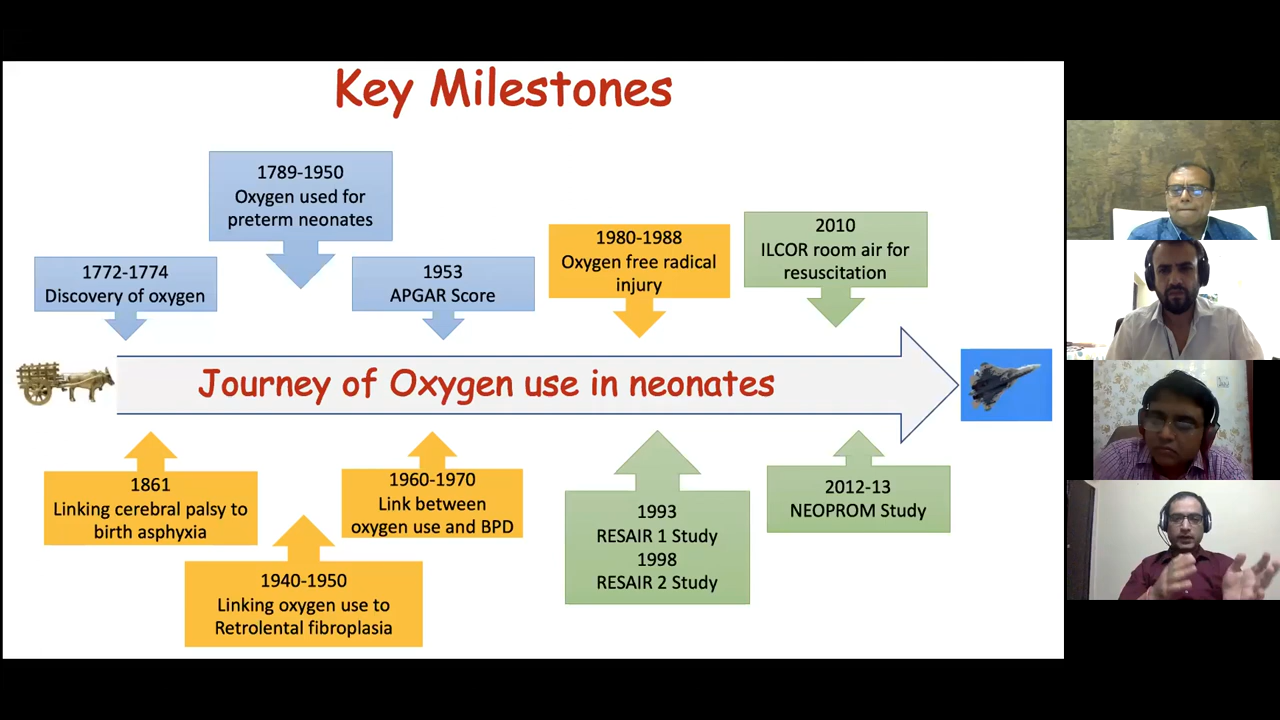 Key Milestones
1789-1950
Oxygen used for
preterm neonates
1772-1774
Discovery of oxygen
1953
APGAR Score
1980-1988
Oxygen free radical
injury
2010
ILCOR room air for
resuscitation
Journey of Oxygen use in neonates
1861
Linking cerebral palsy to
birth asphyxia
1940-1950
Linking oxygen use to
Retrolental fibroplasia
1960-1970
Link between
oxygen use and BPD
1993
RESAIR 1 Study
1998
RESAIR 2 Study
2012-13
NEOPROM Study